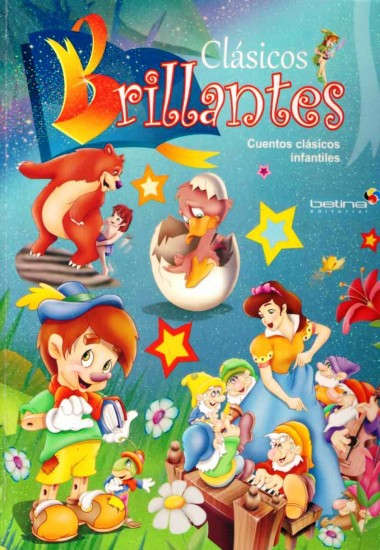 Clásicos
Brillantes
Cuentos clásicos
infantiles
betina
editorial